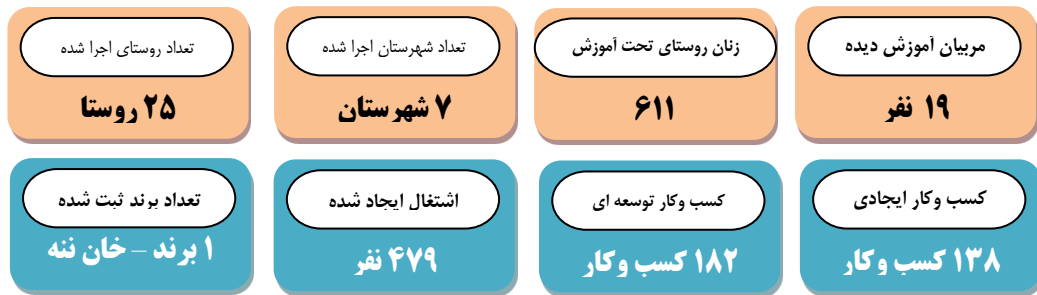 مربیان آموزش دیده
۱۹ نفر
زنان روستای تحت آموزش
۶۱۱
تعداد شهرستان اجرا شده
۷ شهرستان
تعداد روستای اجرا شده
۲۵ روستا
کسب وکار ایجادی
۱۳۸ کسب وکار
کسب وکار توسعه ای
۱۸۲ کسب وکار
اشتغال ایجاد شده
۴۷۹ نفر
تعداد برند ثبت شده
۱ برند – خان ننه